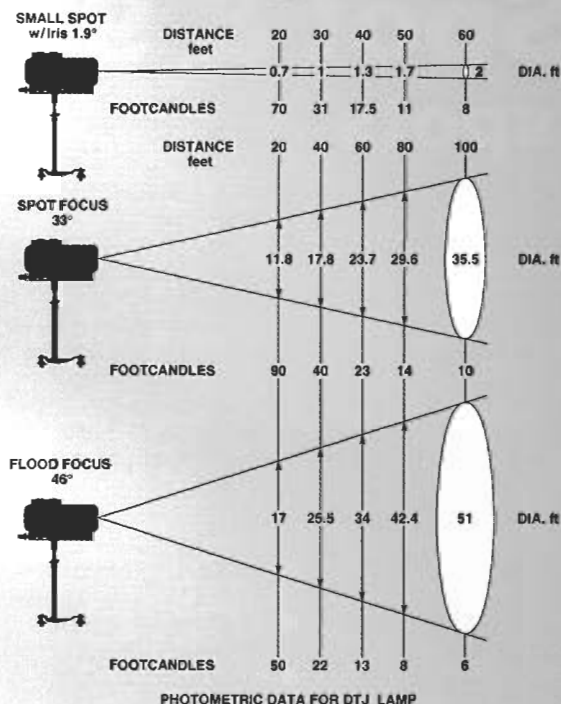 SMALL SPOT
w/Iris 1.9°
DISTANCE 20 30 40 50 60
feet
0.7 1 1.3 1.7 2 DIA. ft
FOOTCANDLES 70 31 17.5 11 8
DISTANCE 20 40 60 80 100
feet
SPOT FOCUS
33°
11.8 17.8 23.7 29.6 35.5 DIA. ft
FOOTCANDLES 90 40 23 14 10
FLOOD FOCUS
46°
17 25.5 34 42.4 51 DIA. ft
FOOTCANDLES 50 22 13 8 6
PHOTOMETRIC DATA FOR DTJ LAMP